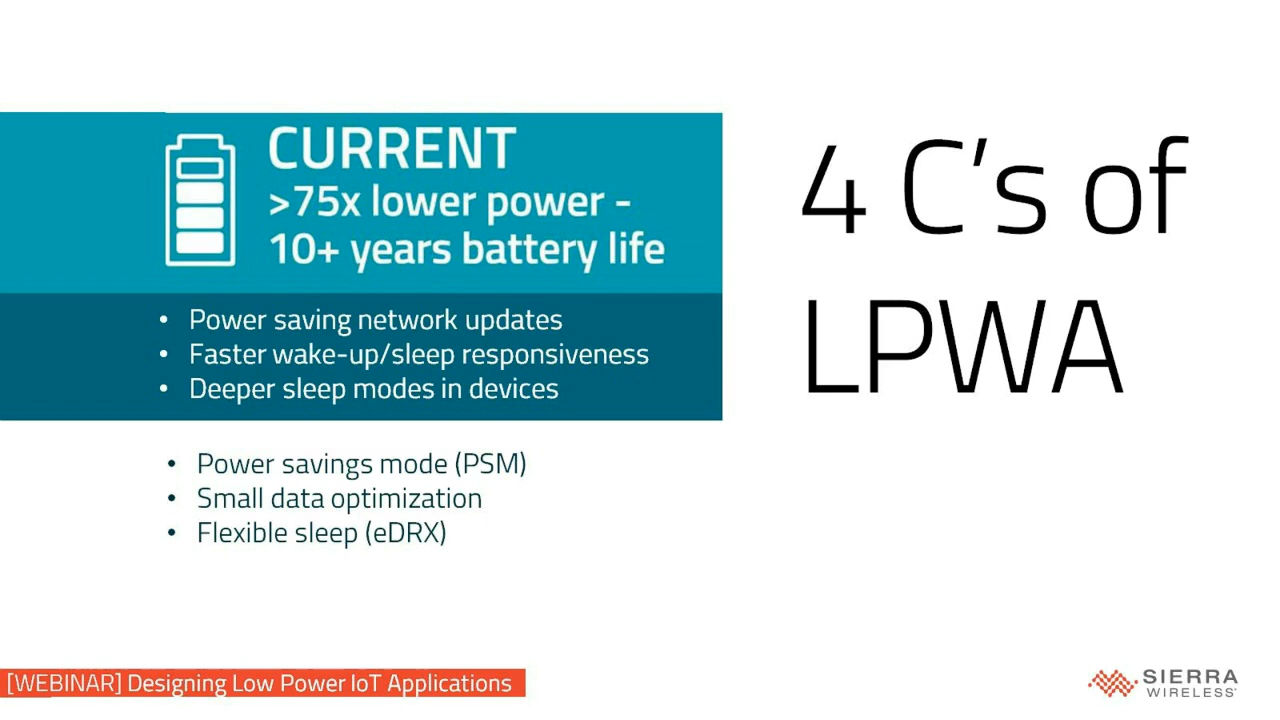 CURRENT
>75x lower power -
10+ years battery life
• Power saving network updates
• Faster wake-up/sleep responsiveness
• Deeper sleep modes in devices
• Power savings mode (PSM)
• Small data optimization
• Flexible sleep (eDRX)
4 C's of
LPWA
[WEBINAR] Designing Low Power IoT Applications
SIERRA
WIRELESS